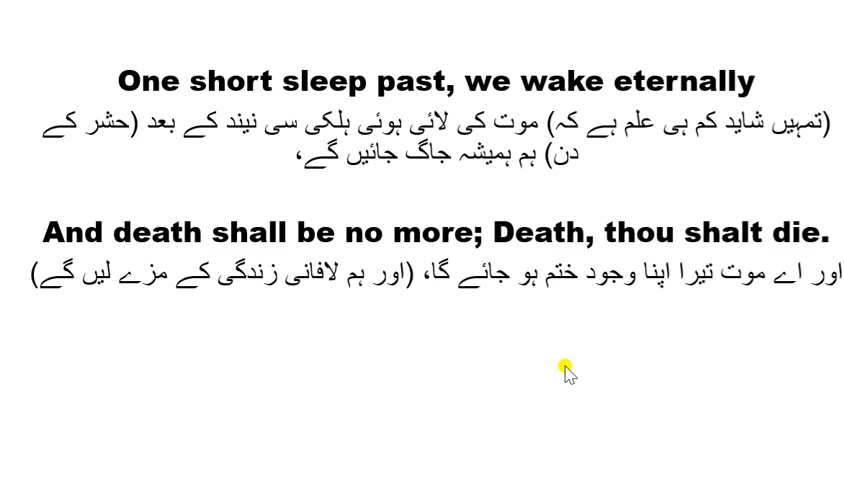 One short sleep past, we wake eternally
(تمہیں شاید کم ہی علم ہے کہ) موت کی لائی ہوئی ہلکی سی نیند کے بعد (حشر کے
دن) ہم ہمیشہ جاگ جائیں گے،
And death shall be no more; Death, thou shalt die.
اور اے موت تیرا اپنا وجود ختم ہو جائے گا، (اور ہم لافانی زندگی کے مزے لیں گے)